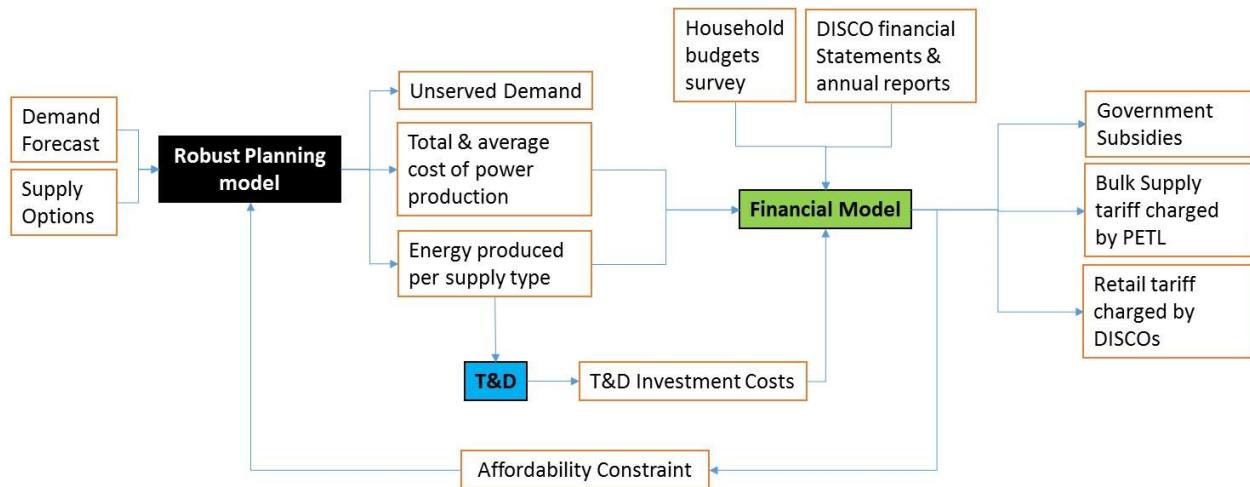 Demand
Forecast
Supply
Options
Robust Planning
model
Unserved Demand
Total & average
cost of power
production
Energy produced
per supply type
T&D
T&D Investment Costs
Household
budgets
survey
DISCO financial
Statements &
annual reports
Financial Model
Government
Subsidies
Bulk Supply
tariff charged
by PETL
Retail tariff
charged by
DISCOs
Affordability Constraint